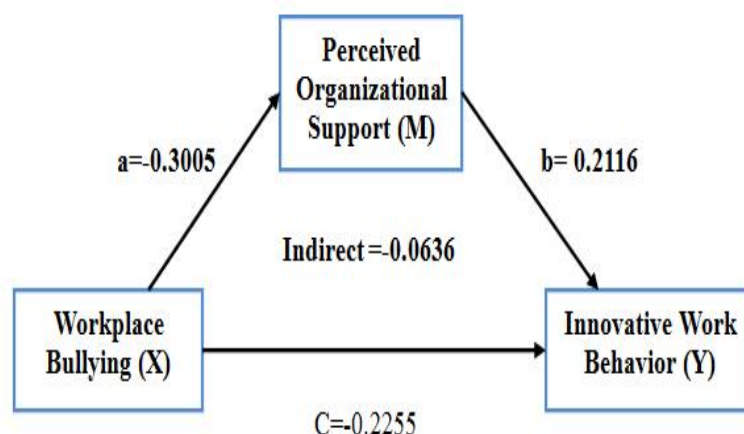 Perceived
Organizational
Support (M)
a=-0.3005
b= 0.2116
Indirect =-0.0636
Workplace
Bullying (X)
Innovative Work
Behavior (Y)
C=-0.2255